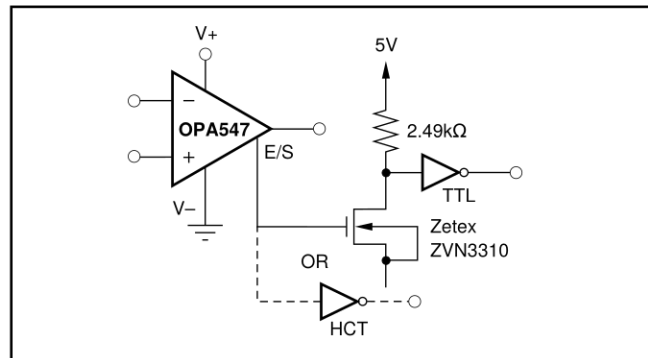 V+
5V
−
OPA547
2.49kΩ
+
E/S
TTL
V−
Zetex
ZVN3310
OR
HCT